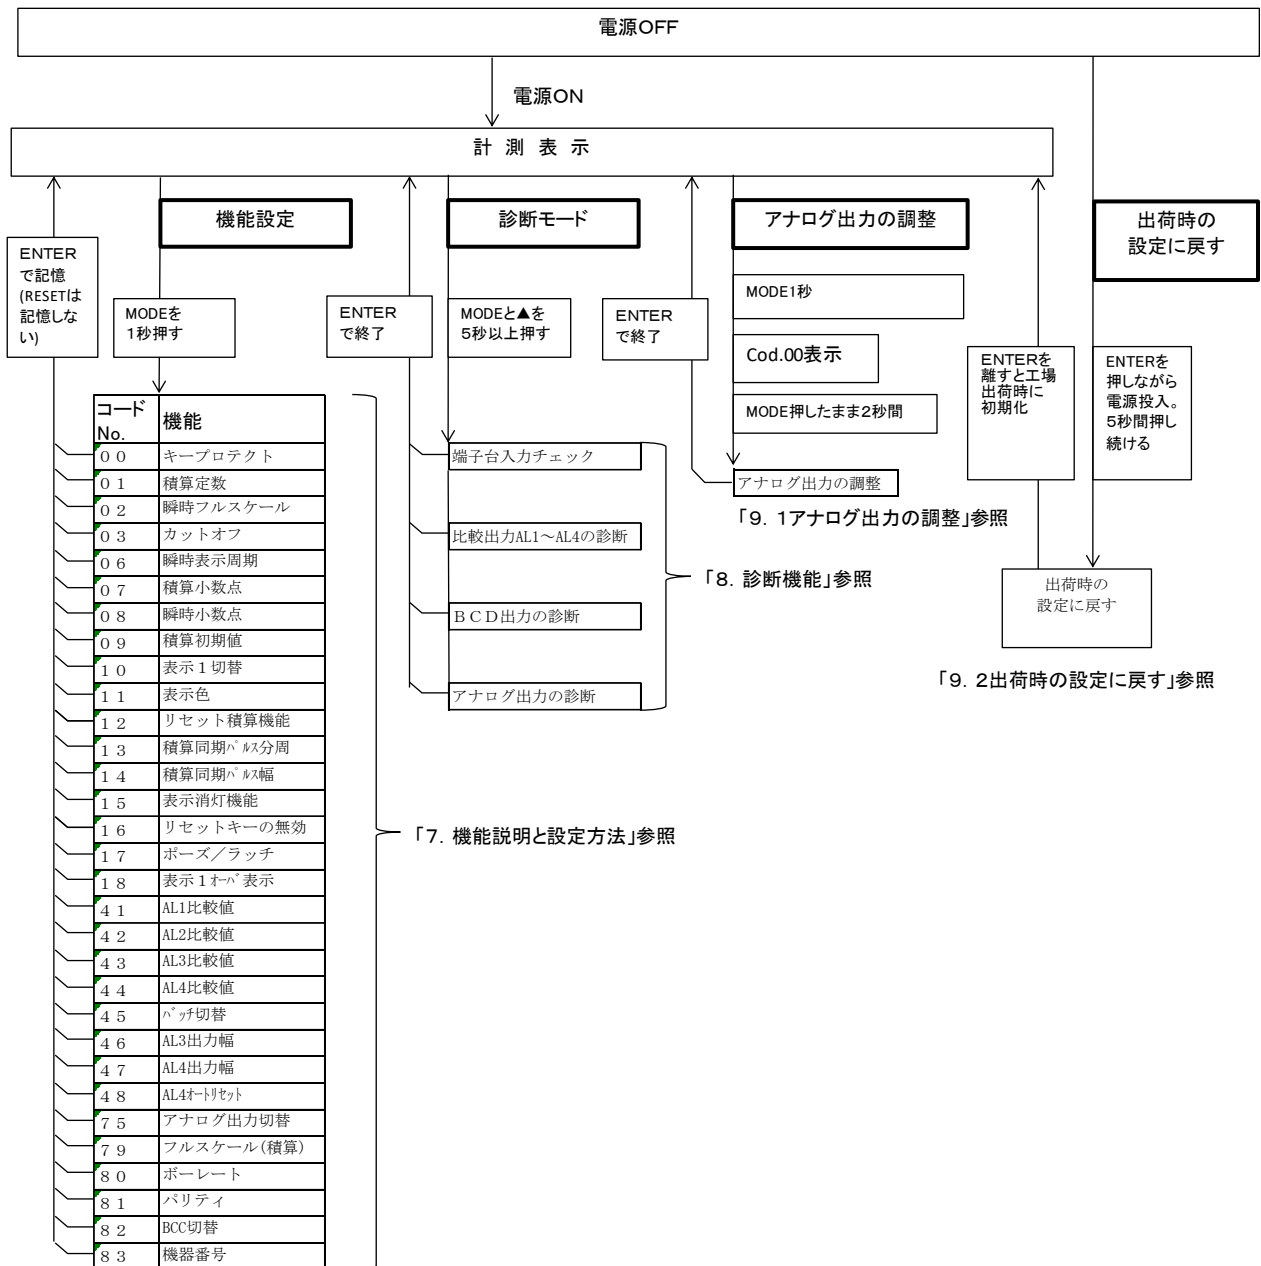 電源OFF
電源ON
計 測 表 示
機能設定
診断モード
アナログ出力の調整
出荷時の
設定に戻す
ENTER
で記憶
(RESETは
記憶しな
い)
MODEを
1秒押す
ENTER
で終了
MODEと▲を
5秒以上押す
ENTER
で終了
MODE1秒
Cod.00表示
MODE押したまま2秒間
ENTERを
離すと工場
出荷時に
初期化
ENTERを
押しながら
電源投入。
5秒間押し
続ける
コード
No.
機能
00 キープロテクト
01 積算定数
02 瞬時フルスケール
03 カットオフ
06 瞬時表示周期
07 積算小数点
08 瞬時小数点
09 積算初期値
10 表示1切替
11 表示色
12 リセット積算機能
13 積算同期パルス分周
14 積算同期パルス幅
15 表示消灯機能
16 リセットキーの無効
17 ポーズ/ラッチ
18 表示1オーバ表示
41 AL1比較値
42 AL2比較値
43 AL3比較値
44 AL4比較値
45 バッチ切替
46 AL3出力幅
47 AL4出力幅
48 AL4オートリセット
75 アナログ出力切替
79 フルスケール(積算)
80 ボーレート
81 パリティ
82 BCC切替
83 機器番号
「7.機能説明と設定方法」参照
端子台入力チェック
比較出力AL1～AL4の診断
BCD出力の診断
アナログ出力の診断
「8.診断機能」参照
アナログ出力の調整
「9.1アナログ出力の調整」参照
出荷時の
設定に戻す
「9.2出荷時の設定に戻す」参照